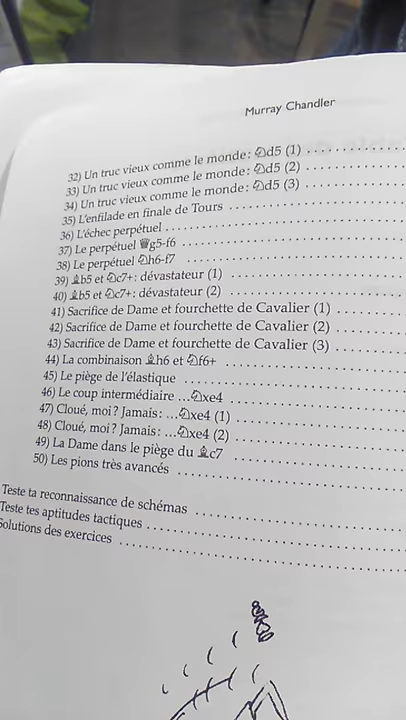 Murray Chandler
32) Un truc vieux comme le monde: ♘d5 (1) . . . . . . . . . . . . .
33) Un truc vieux comme le monde: ♘d5 (2) . . . . . . . . . . . . .
34) Un truc vieux comme le monde: ♘d5 (3) . . . . . . . . . . . . .
35) L'enfilade en finale de Tours . . . . . . . . . . . . . . . . . . . . . . .
36) L'échec perpétuel . . . . . . . . . . . . . . . . . . . . . . . . . . . . . . .
37) Le perpétuel ♕g5-f6 . . . . . . . . . . . . . . . . . . . . . . . . . . . .
38) Le perpétuel ♘h6-f7 . . . . . . . . . . . . . . . . . . . . . . . . . . . .
39) ♗b5 et ♘c7+: dévastateur (1) . . . . . . . . . . . . . . . . . . . . .
40) ♗b5 et ♘c7+: dévastateur (2) . . . . . . . . . . . . . . . . . . . . .
41) Sacrifice de Dame et fourchette de Cavalier (1) . . . . . . . .
42) Sacrifice de Dame et fourchette de Cavalier (2) . . . . . . . .
43) Sacrifice de Dame et fourchette de Cavalier (3) . . . . . . . .
44) La combinaison ♗h6 et ♘f6+ . . . . . . . . . . . . . . . . . . . . .
45) Le piège de l'élastique . . . . . . . . . . . . . . . . . . . . . . . . . . .
46) Le coup intermédiaire ...♘xe4 . . . . . . . . . . . . . . . . . . . .
47) Cloué, moi? Jamais: ...♘xe4 (1) . . . . . . . . . . . . . . . . . . .
48) Cloué, moi? Jamais: ...♘xe4 (2) . . . . . . . . . . . . . . . . . . .
49) La Dame dans le piège du ♗c7 . . . . . . . . . . . . . . . . . . .
50) Les pions très avancés . . . . . . . . . . . . . . . . . . . . . . . . . . .
Teste ta reconnaissance de schémas . . . . . . . . . . . . . . . . . . .
Teste tes aptitudes tactiques . . . . . . . . . . . . . . . . . . . . . . . . .
Solutions des exercices . . . . . . . . . . . . . . . . . . . . . . . . . . . . .